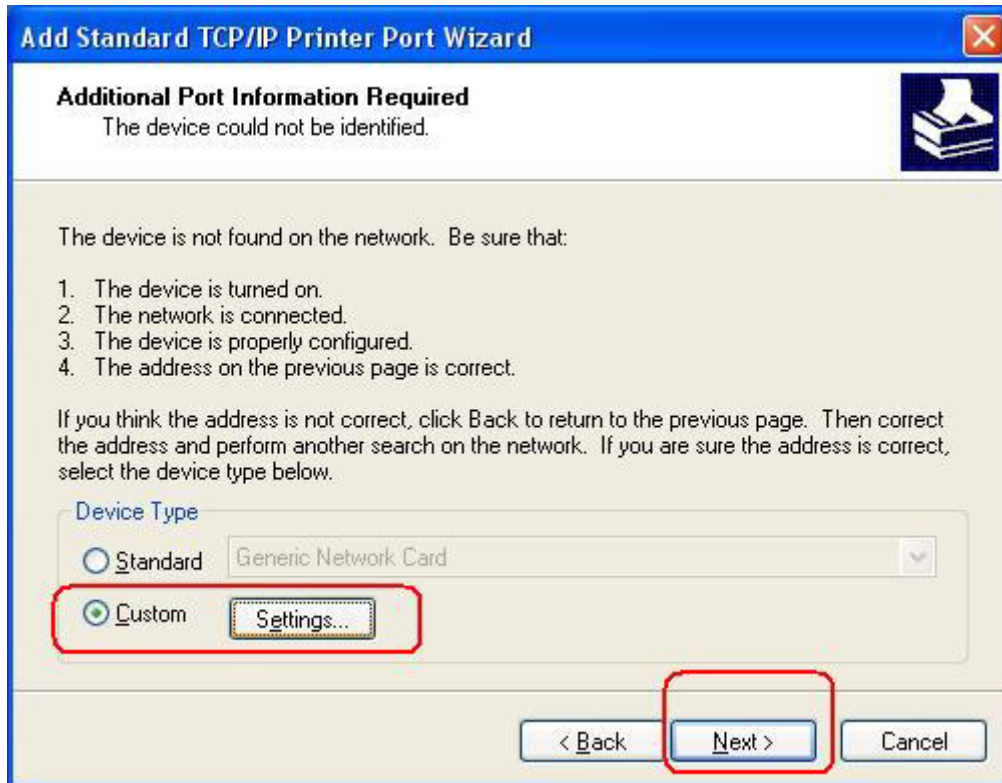 Add Standard TCP/IP Printer Port Wizard
Additional Port Information Required
The device could not be identified.
The device is not found on the network.  Be sure that:
1.  The device is turned on.
2.  The network is connected.
3.  The device is properly configured.
4.  The address on the previous page is correct.
If you think the address is not correct, click Back to return to the previous page.  Then correct
the address and perform another search on the network.  If you are sure the address is correct,
select the device type below.
Device Type
Standard Generic Network Card
Custom Settings...
< Back Next > Cancel